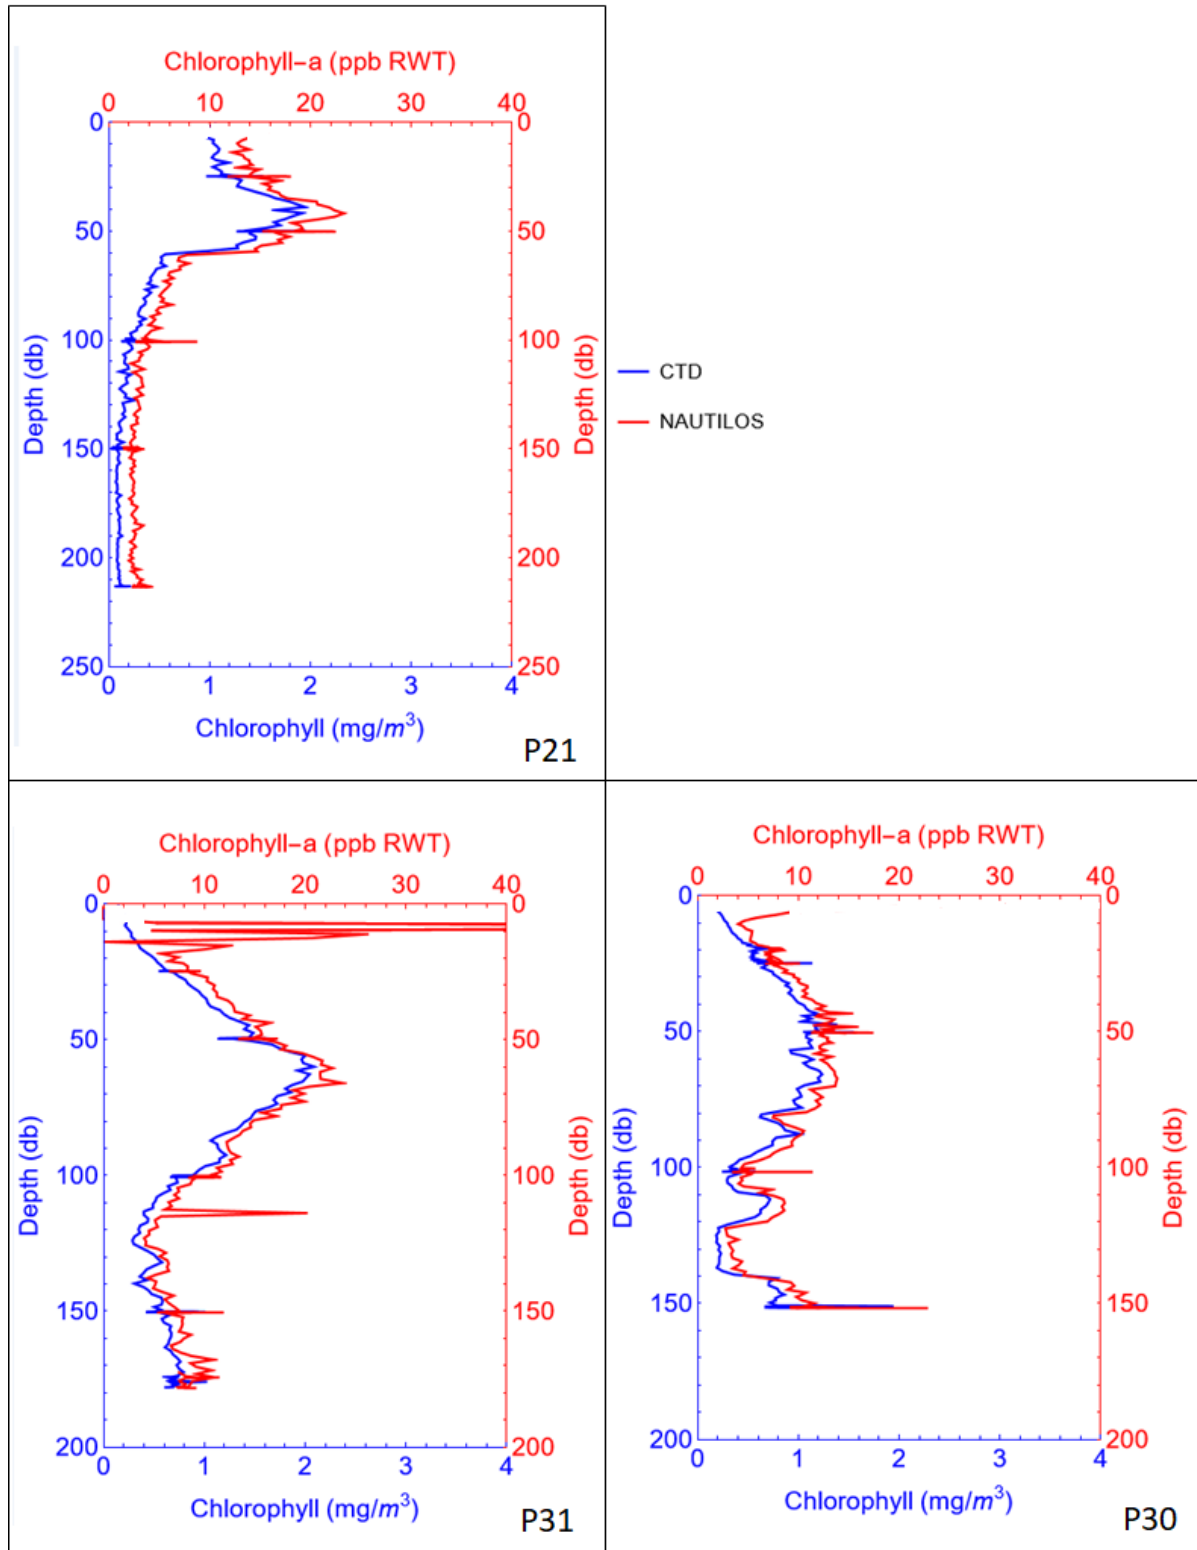 Chlorophyll-a (ppb RWT)
0 10 20 30 40
0 0
50 50
100 100
150 150
200 200
250 250
Depth (db)
Depth (db)
0 1 2 3 4
Chlorophyll (mg/m³)
P21
CTD
NAUTILOS
Chlorophyll-a (ppb RWT)
0 10 20 30 40
0 0
50 50
100 100
150 150
200 200
Depth (db)
Depth (db)
0 1 2 3 4
Chlorophyll (mg/m³)
P31
Chlorophyll-a (ppb RWT)
0 10 20 30 40
0 0
50 50
100 100
150 150
200 200
Depth (db)
Depth (db)
0 1 2 3 4
Chlorophyll (mg/m³)
P30